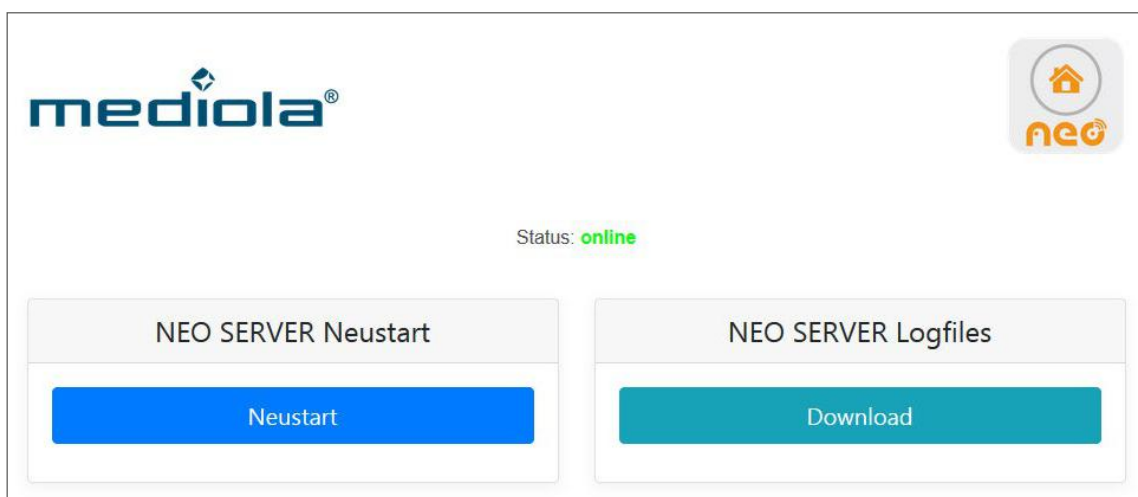 mediola®
neo
Status: online
NEO SERVER Neustart
Neustart
NEO SERVER Logfiles
Download